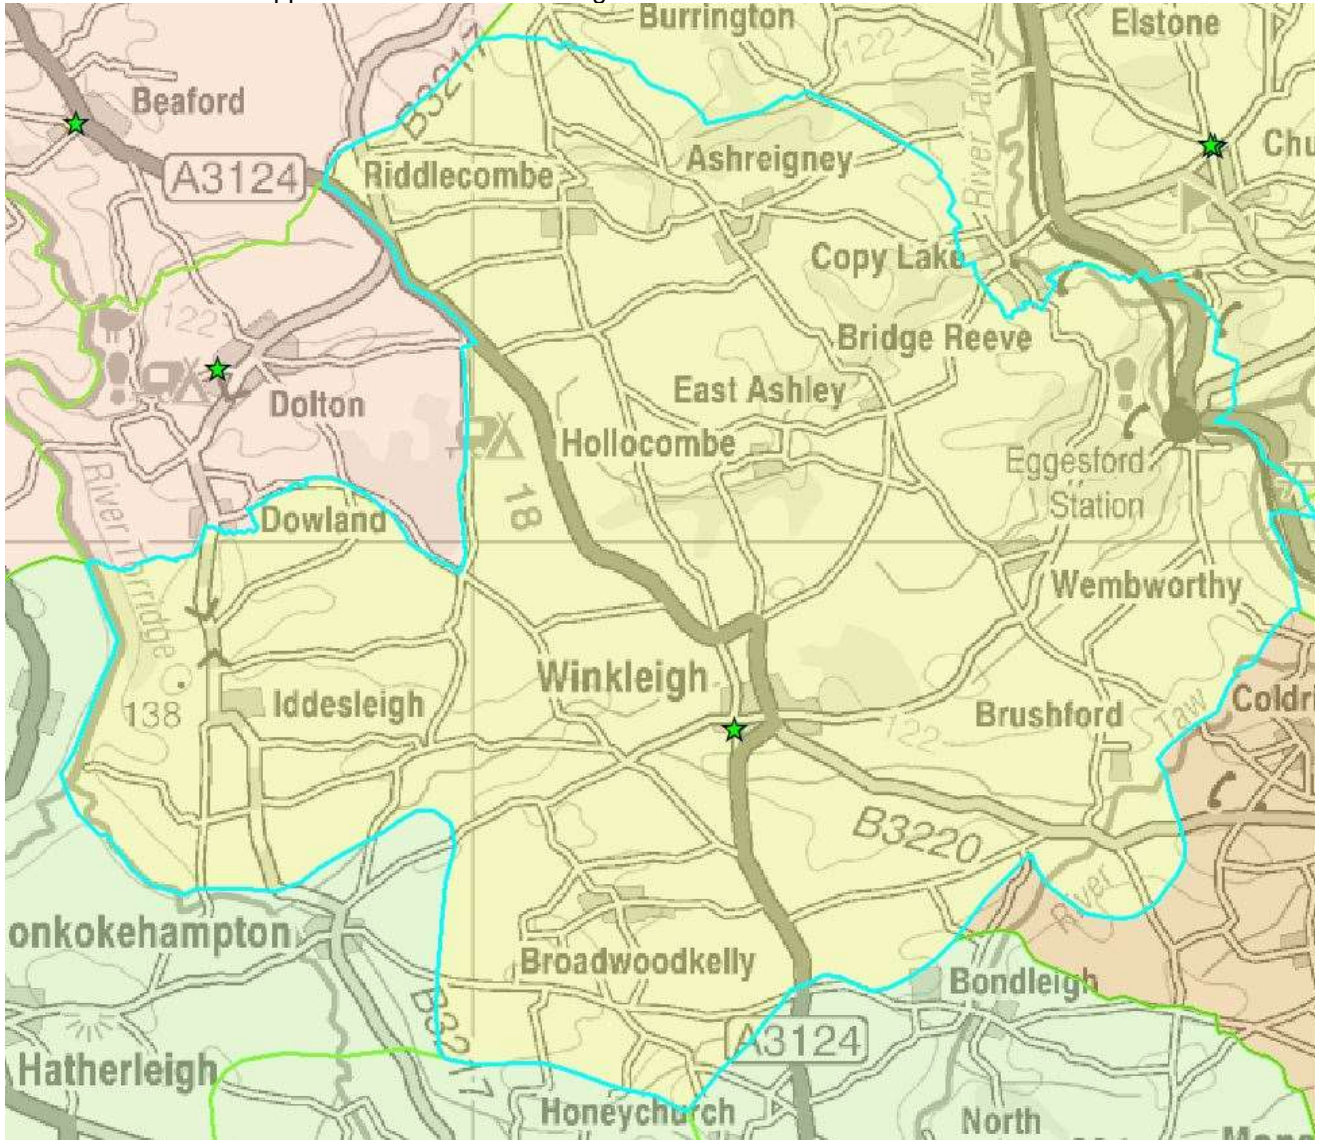 Burrington
Elstone
122
B3217
River Taw
Beaford
Chu
Ashreigney
A3124
Riddlecombe
Copy Lake
122
Bridge Reeve
East Ashley
Dolton
Hollocombe
Eggesford
Station
18
Dowland
River Torridge
Wembworthy
Winkleigh
Iddesleigh
138
Brushford
Taw
Coldri
122
B3220
River
onkokehampton
Broadwoodkelly
Bondleigh
B3217
A3124
Hatherleigh
Honeychurch
North